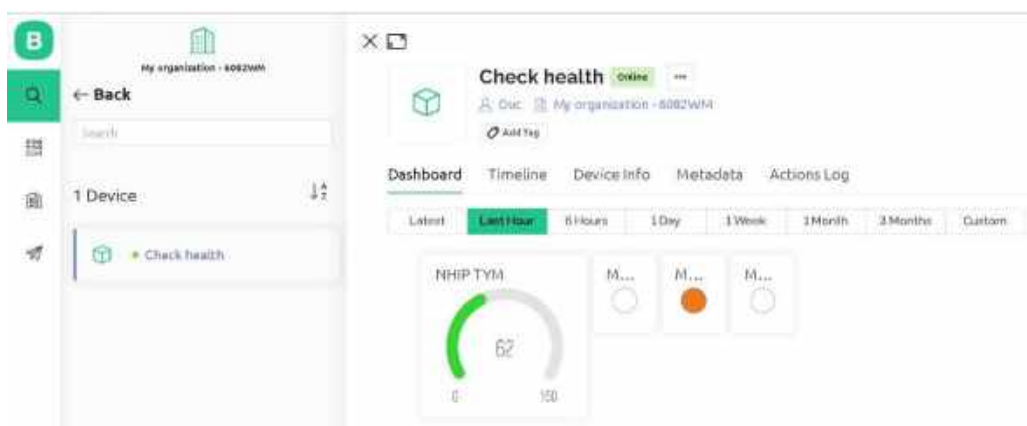 B
My organization - 6082WM
← Back
Search
1 Device
Check health
Check health Online ...
Duc My organization - 6082WM
Add Tag
Dashboard Timeline Device Info Metadata Actions Log
Latest Last Hour 6 Hours 1 Day 1 Week 1 Month 3 Months Custom
NHIP TYM M... M... M...
62
0 150